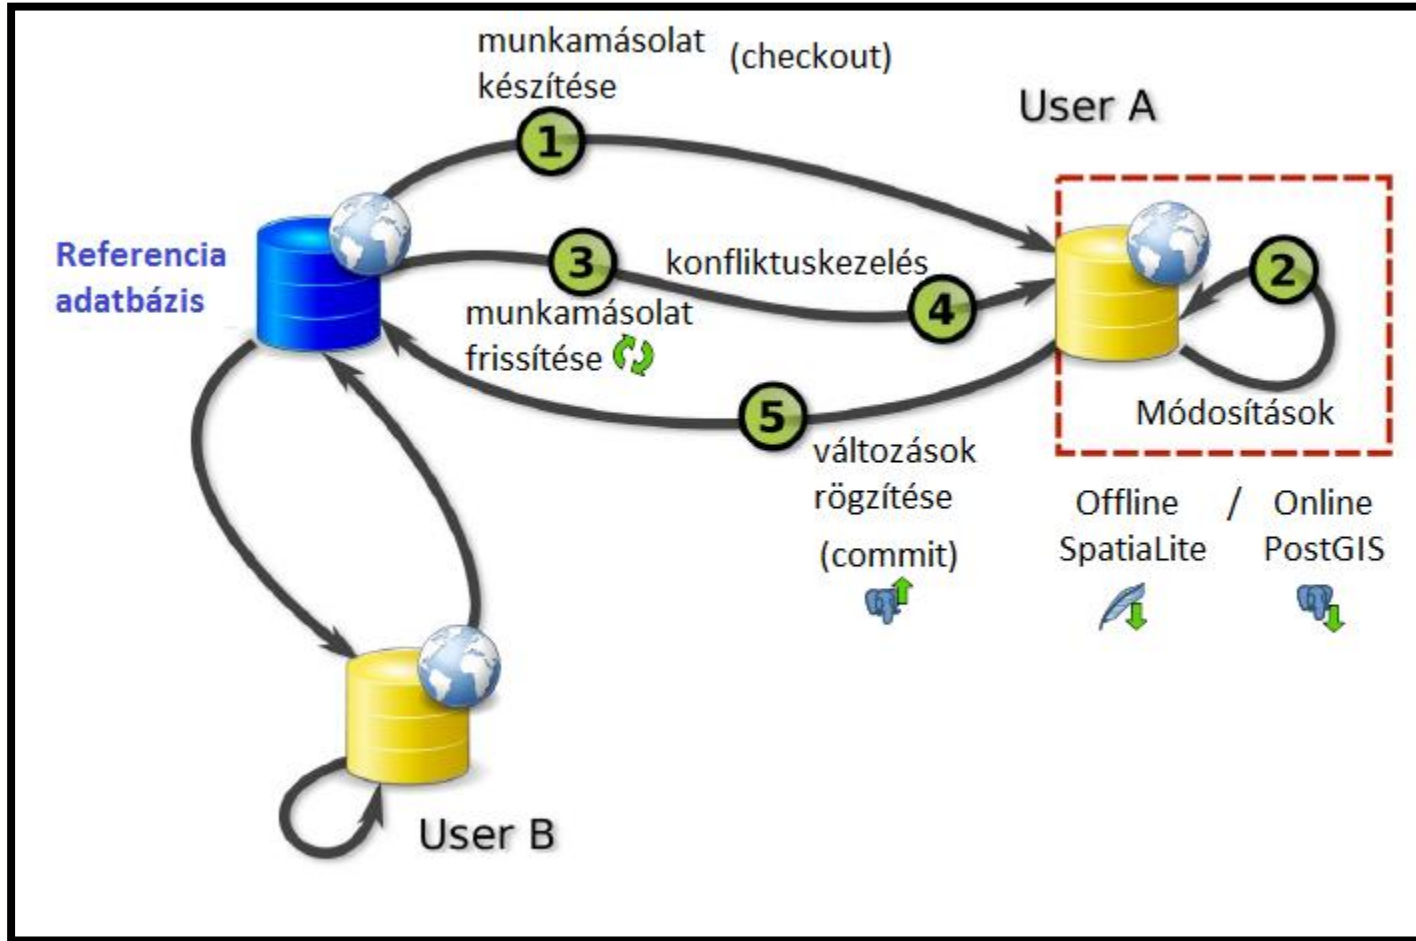 munkamásolat (checkout)
készítése
User A
1
Referencia
adatbázis
3
konfliktuskezelés
2
munkamásolat
frissítése
4
5
Módosítások
változások
rögzítése
(commit)
Offline / Online
SpatiaLite PostGIS
User B